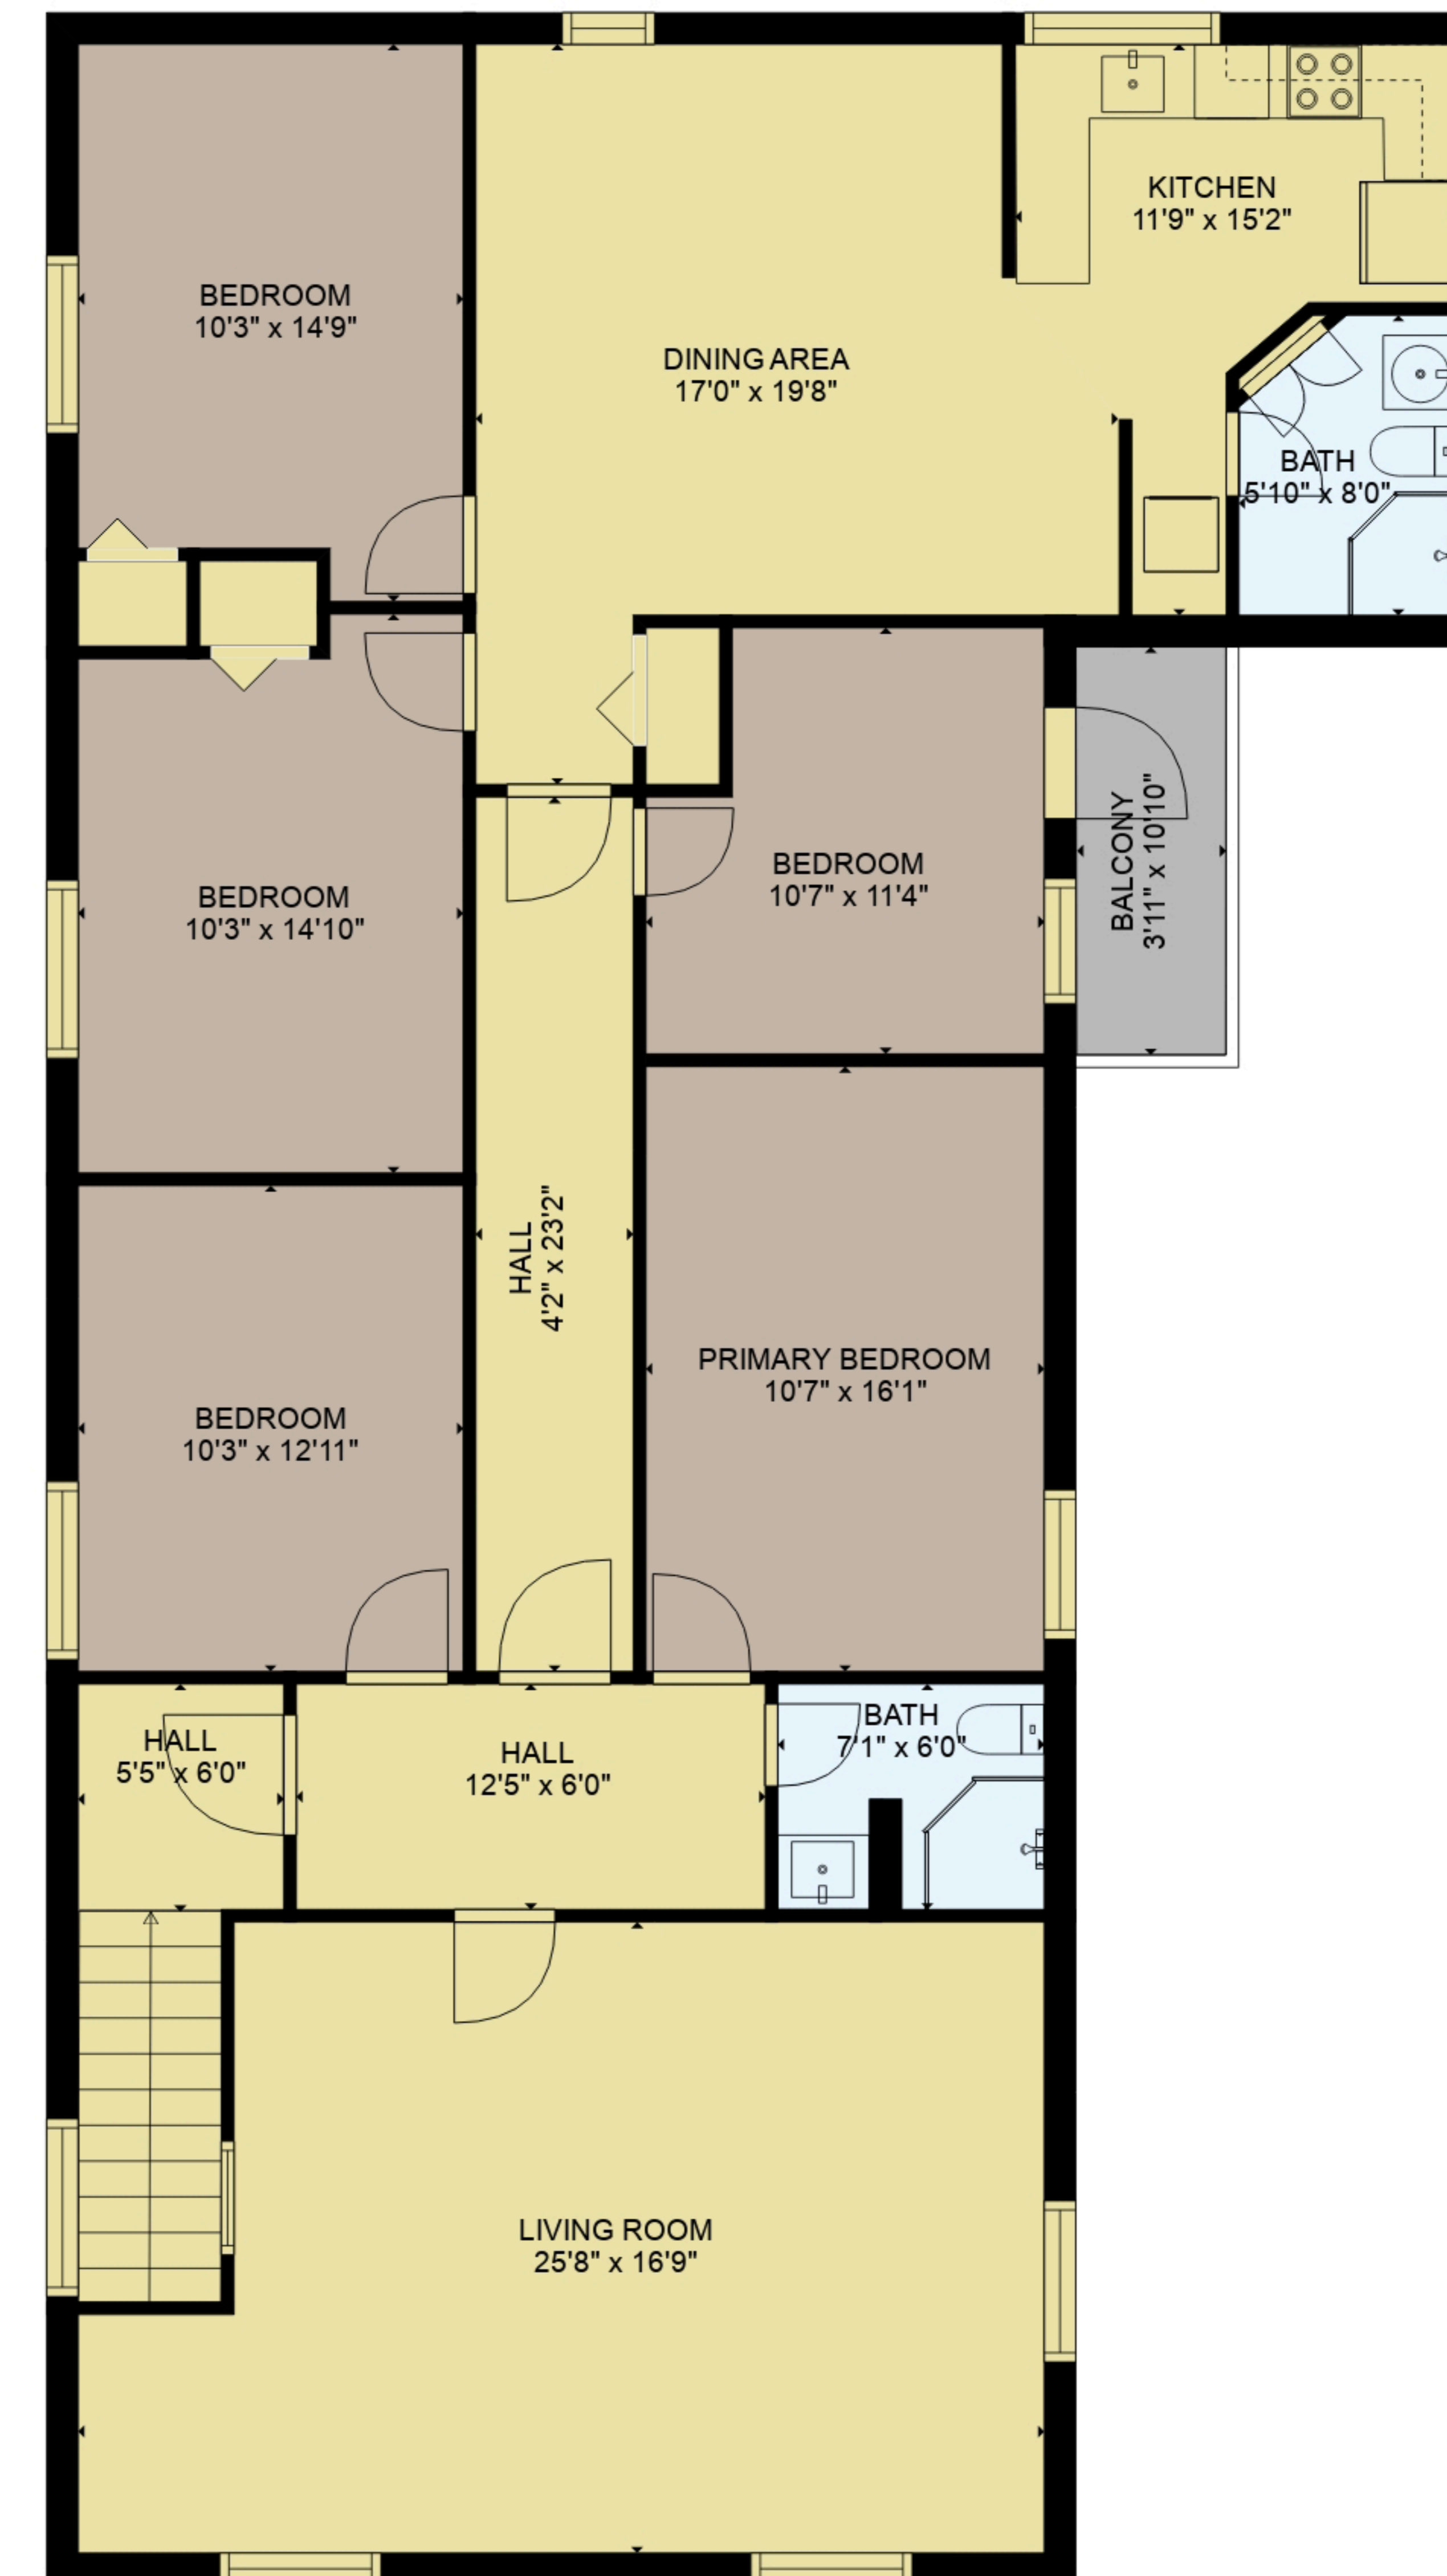 KITCHEN
11'9" x 15'2"
BEDROOM
10'3" x 14'9"
DINING AREA
17'0" x 19'8"
BATH
5'10" x 8'0"
BEDROOM
10'7" x 11'4"
BALCONY
3'11" x 10'10"
BEDROOM
10'3" x 14'10"
HALL
4'2" x 23'2"
PRIMARY BEDROOM
10'7" x 16'1"
BEDROOM
10'3" x 12'11"
HALL
5'5" x 6'0"
HALL
12'5" x 6'0"
BATH
7'1" x 6'0"
LIVING ROOM
25'8" x 16'9"